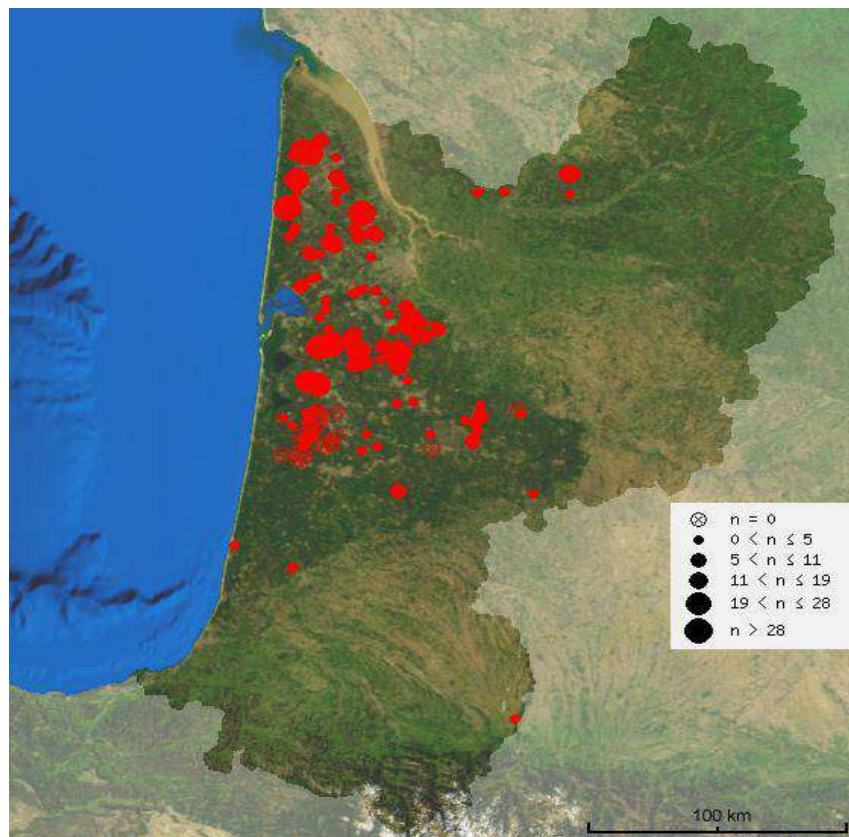 n = 0
0 < n ≤ 5
5 < n ≤ 11
11 < n ≤ 19
19 < n ≤ 28
n > 28
100 km